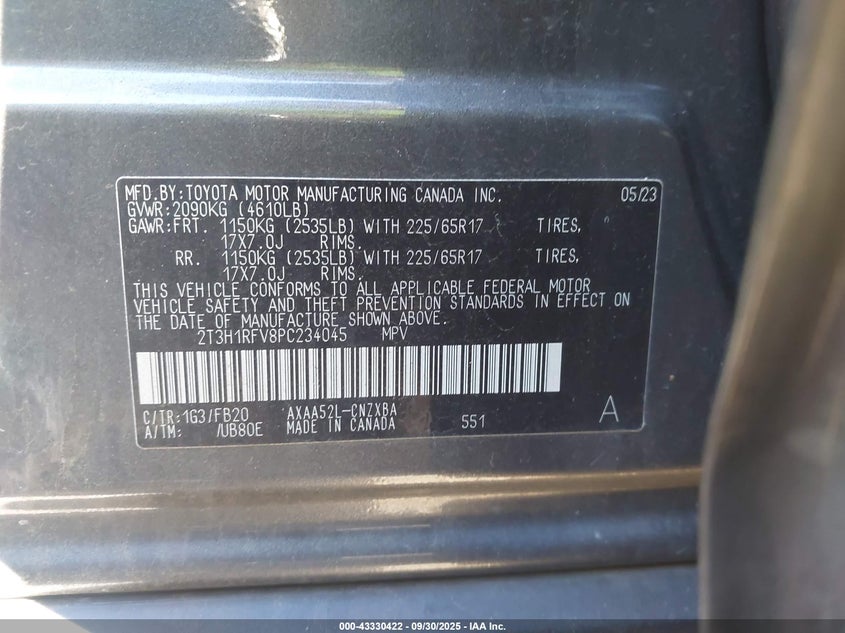 MFD.BY:TOYOTA MOTOR MANUFACTURING CANADA INC. 05/23
GVWR:2090KG (4610LB)
GAWR:FRT. 1150KG (2535LB) WITH 225/65R17 TIRES,
17X7.0J RIMS.
RR. 1150KG (2535LB) WITH 225/65R17 TIRES,
17X7.0J RIMS.
THIS VEHICLE CONFORMS TO ALL APPLICABLE FEDERAL MOTOR
VEHICLE SAFETY AND THEFT PREVENTION STANDARDS IN EFFECT ON
THE DATE OF MANUFACTURE SHOWN ABOVE.
2T3H1RFV8PC234045 MPV
C/TR:1G3/FB20 AXAA52L-CNZXBA
A/TM: /UB80E MADE IN CANADA 551 A
000-43330422 - 09/30/2025 - IAA Inc.